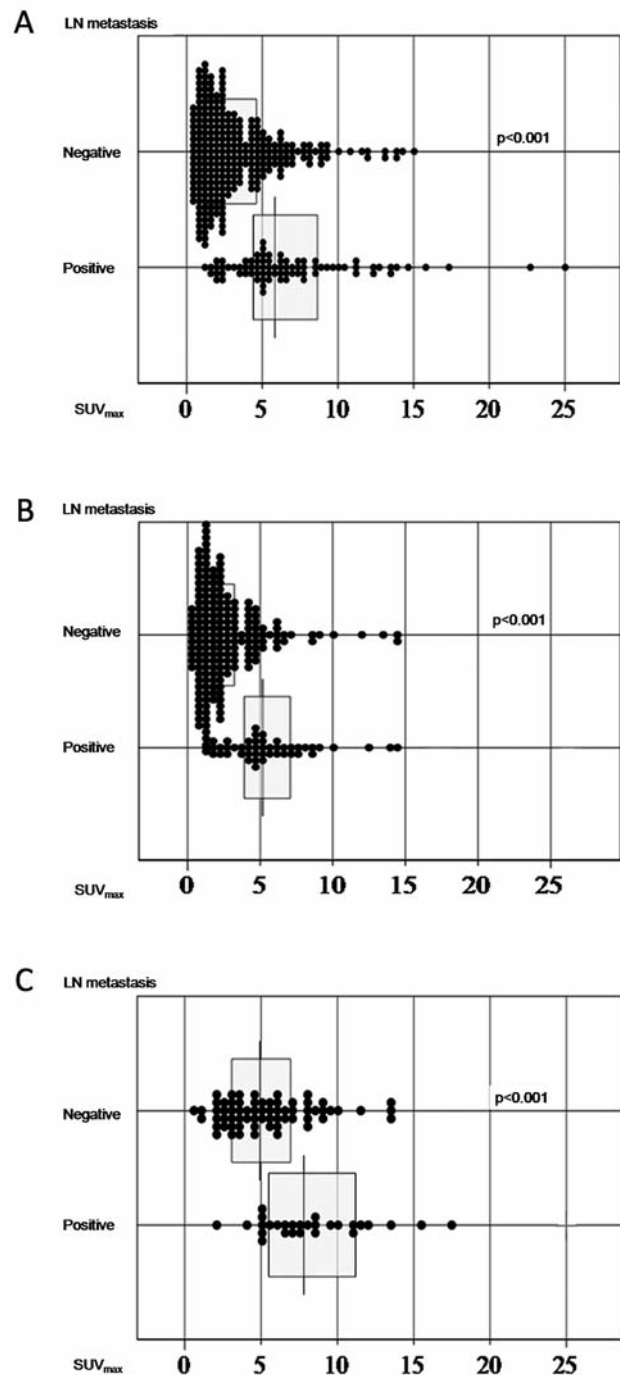 A
LN metastasis
Negative
p<0.001
Positive
SUVmax 0 5 10 15 20 25
B
LN metastasis
Negative
p<0.001
Positive
SUVmax 0 5 10 15 20 25
C
LN metastasis
Negative
p<0.001
Positive
SUVmax 0 5 10 15 20 25